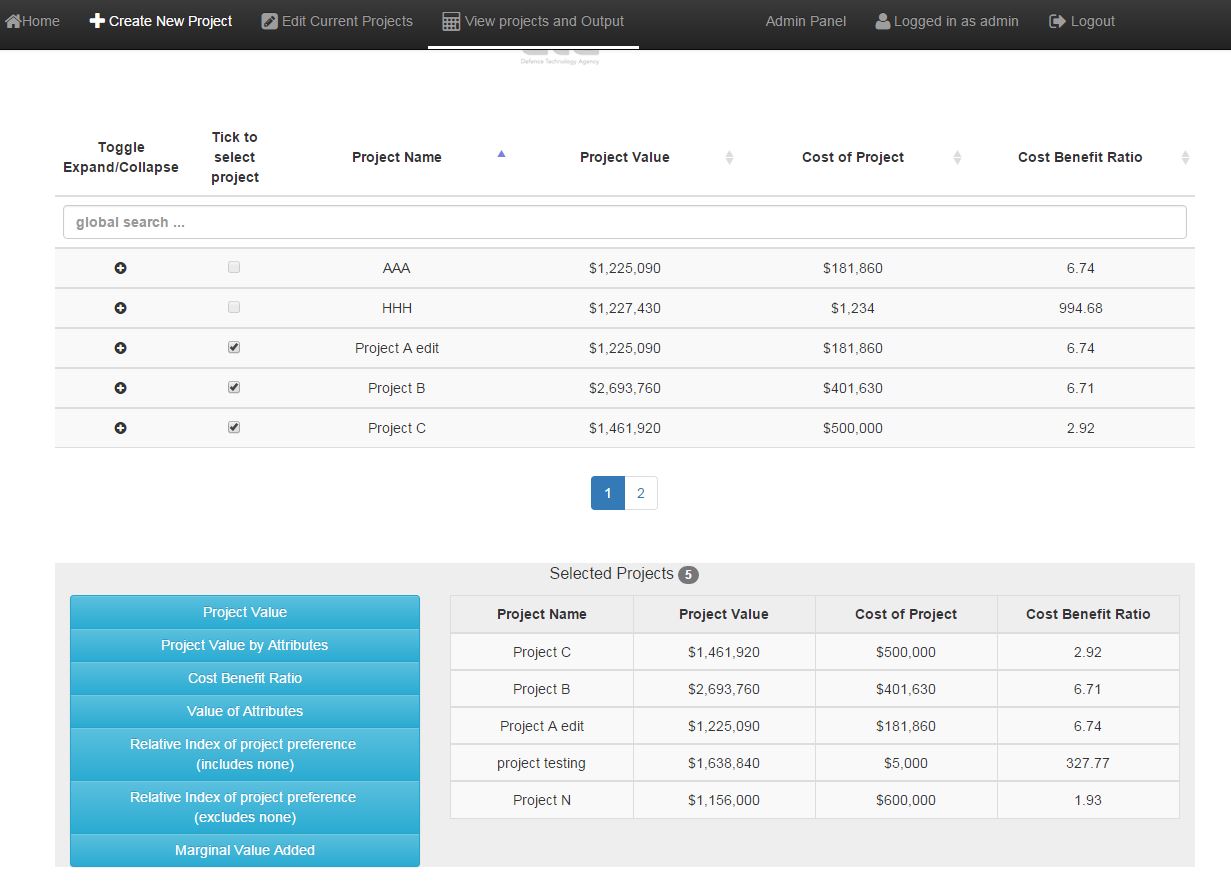 Home Create New Project Edit Current Projects View projects and Output Admin Panel Logged in as admin Logout
Defence Technology Agency
Toggle Expand/Collapse Tick to select project Project Name Project Value Cost of Project Cost Benefit Ratio
global search ...
AAA $1,225,090 $181,860 6.74
HHH $1,227,430 $1,234 994.68
Project A edit $1,225,090 $181,860 6.74
Project B $2,693,760 $401,630 6.71
Project C $1,461,920 $500,000 2.92
1 2
Selected Projects 5
Project Value
Project Value by Attributes
Cost Benefit Ratio
Value of Attributes
Relative Index of project preference
(includes none)
Relative Index of project preference
(excludes none)
Marginal Value Added
Project Name Project Value Cost of Project Cost Benefit Ratio
Project C $1,461,920 $500,000 2.92
Project B $2,693,760 $401,630 6.71
Project A edit $1,225,090 $181,860 6.74
project testing $1,638,840 $5,000 327.77
Project N $1,156,000 $600,000 1.93